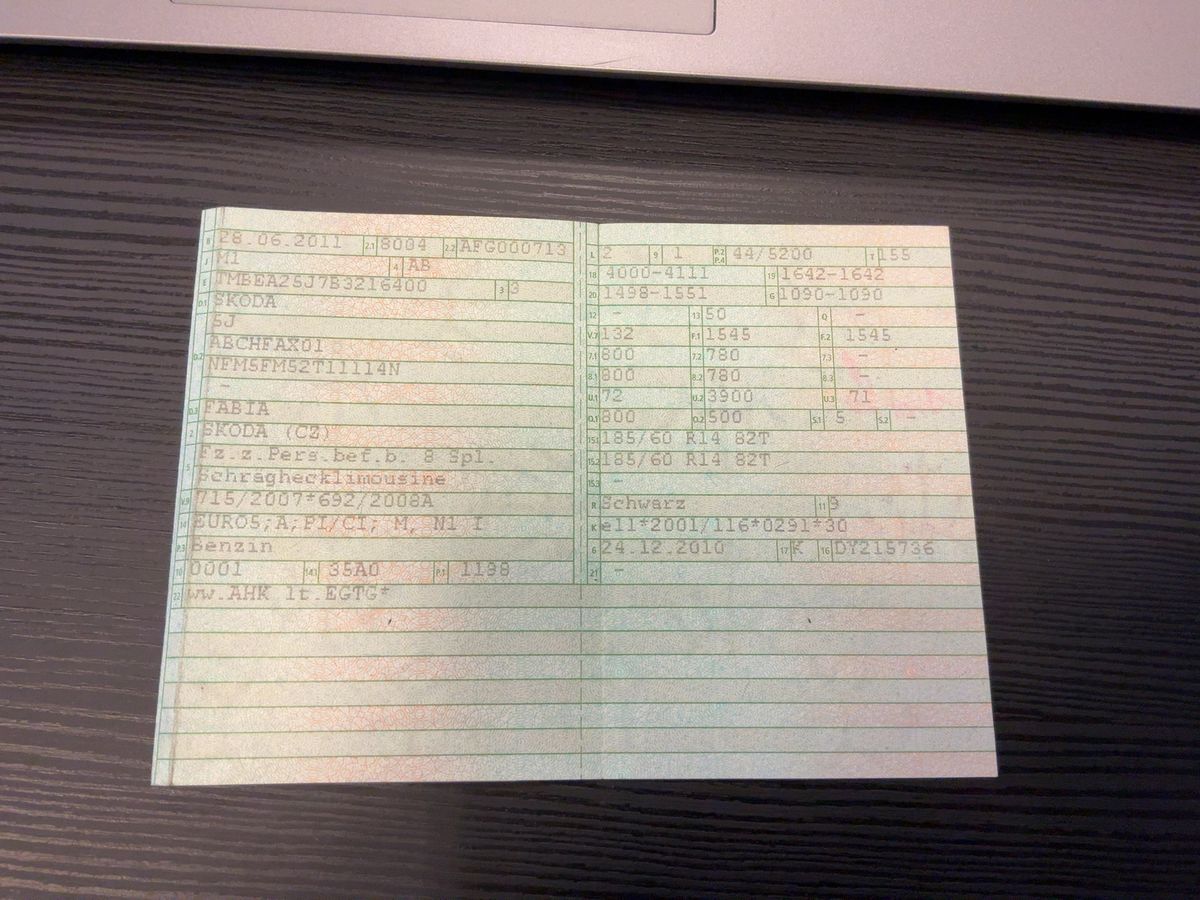 B 28.06.2011 2.1 8004 2.2 AFG000713
J M1 4 AB
E TMBEA25J7B3216400 3 3
D.1 SKODA
5J
D.2 ABCHFAX01
NFM5FM52T11114N
-
D.3 FABIA
2 SKODA (CZ)
5 Fz.z.Pers.bef.b. 8 Spl.
Schräghecklimousine
V.9 715/2007*692/2008A
14 EURO5;A;PI/CI; M, N1 I
P.3 Benzin
10 0001 14.1 35A0 P.1 1198
22 ww.AHK lt.EGTG*
L 2 9 1 P.2 P.4 44/5200 T 155
18 4000-4111 19 1642-1642
20 1498-1551 G 1090-1090
12 - 13 50 Q -
V.7 132 F.1 1545 F.2 1545
7.1 800 7.2 780 7.3 -
8.1 800 8.2 780 8.3 -
U.1 72 U.2 3900 U.3 71
O.1 800 O.2 500 S.1 5 S.2 -
15.1 185/60 R14 82T
15.2 185/60 R14 82T
15.3 -
R Schwarz 11 9
K e11*2001/116*0291*30
6 24.12.2010 17 K 16 DY215736
21 -